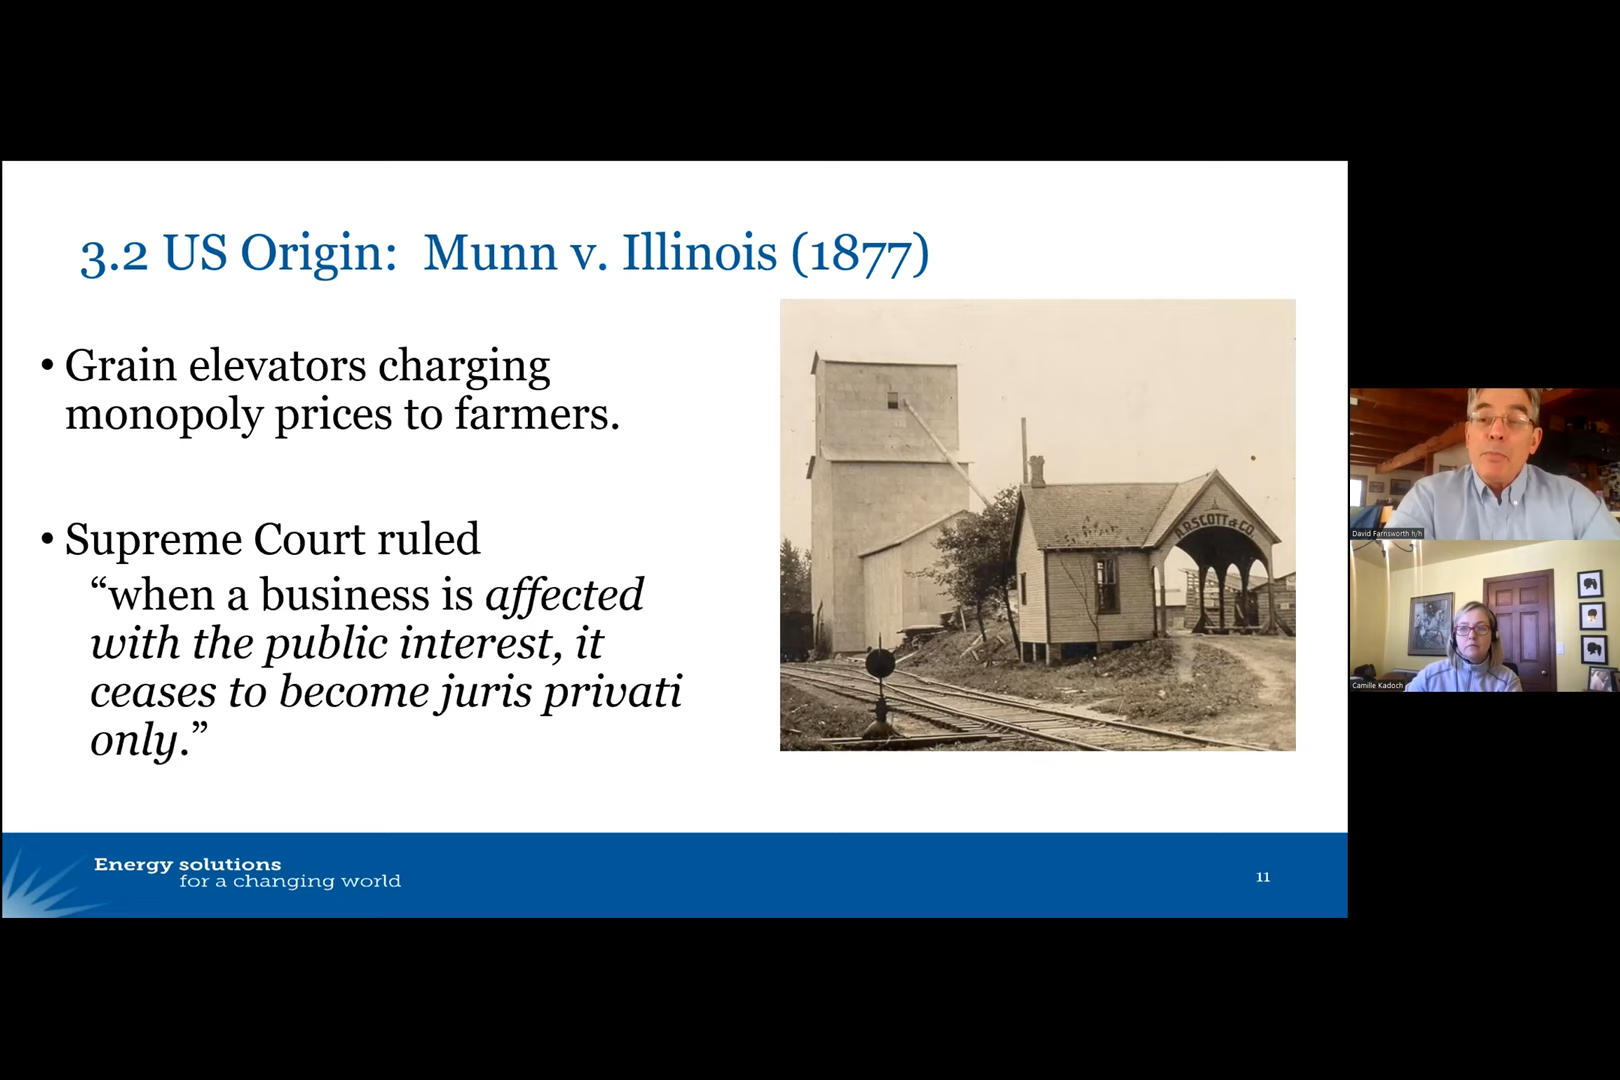 3.2 US Origin:  Munn v. Illinois (1877)
• Grain elevators charging
monopoly prices to farmers.
• Supreme Court ruled
“when a business is affected
with the public interest, it
ceases to become juris privati
only.”
ARSCOTT & CO.
Energy solutions
for a changing world
11
David Farnsworth h/h
Camille Kadoch